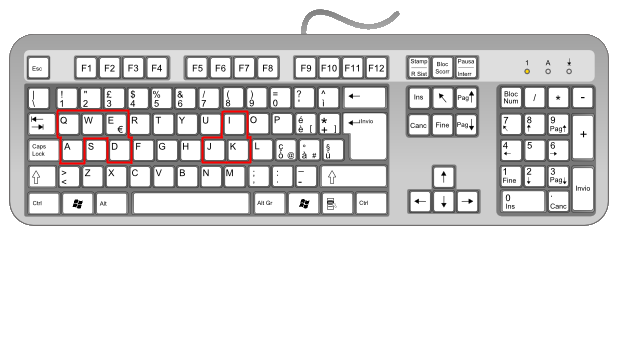 Esc F1 F2 F3 F4 F5 F6 F7 F8 F9 F10 F11 F12 Stamp R Sist Bloc Scorr Pausa Interr 1 A
| \ ! 1 " 2 £ 3 $ 4 % 5 & 6 / 7 ( 8 ) 9 = 0 ? ' ^ ì ← Ins ↖ Pag↑ Bloc Num / * -
Q W E € R T Y U I O P é è [ * + ] Invio Canc Fine Pag↓ 7 ↖ 8 ↑ 9 Pag↑ +
Caps Lock A S D F G H J K L ç ò @ ° à # § ù 4 ← 5 6 →
> < Z X C V B N M ; , : . _ - ↑ 1 Fine 2 ↓ 3 Pag↓ Invio
Ctrl Alt Alt Gr Ctrl ← ↓ → 0 Ins . Canc